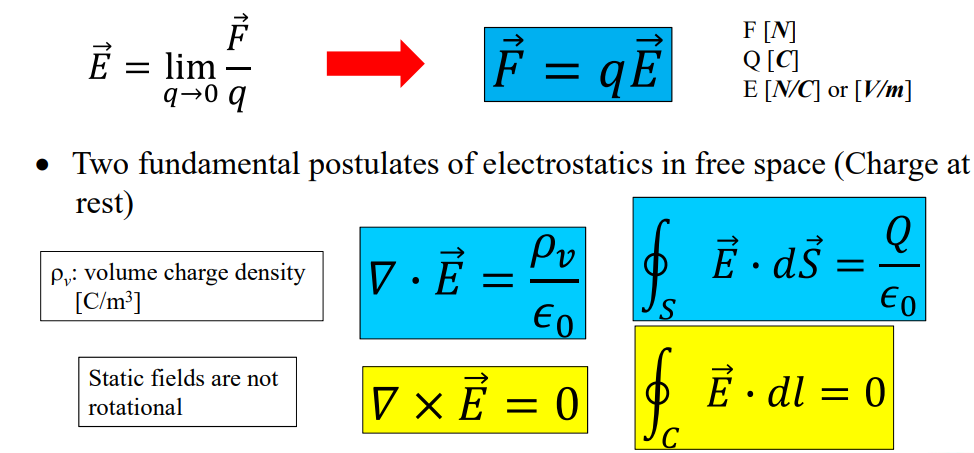 $\vec{E} = \lim_{q \to 0} \frac{\vec{F}}{q}$
$\vec{F} = q\vec{E}$
F [N]
Q [C]
E [N/C] or [V/m]
• Two fundamental postulates of electrostatics in free space (Charge at
rest)
ρᵥ: volume charge density
[C/m³]
$\nabla \cdot \vec{E} = \frac{\rho_v}{\epsilon_0}$
$\oint_S \vec{E} \cdot d\vec{S} = \frac{Q}{\epsilon_0}$
Static fields are not
rotational
$\nabla \times \vec{E} = 0$
$\oint_C \vec{E} \cdot dl = 0$